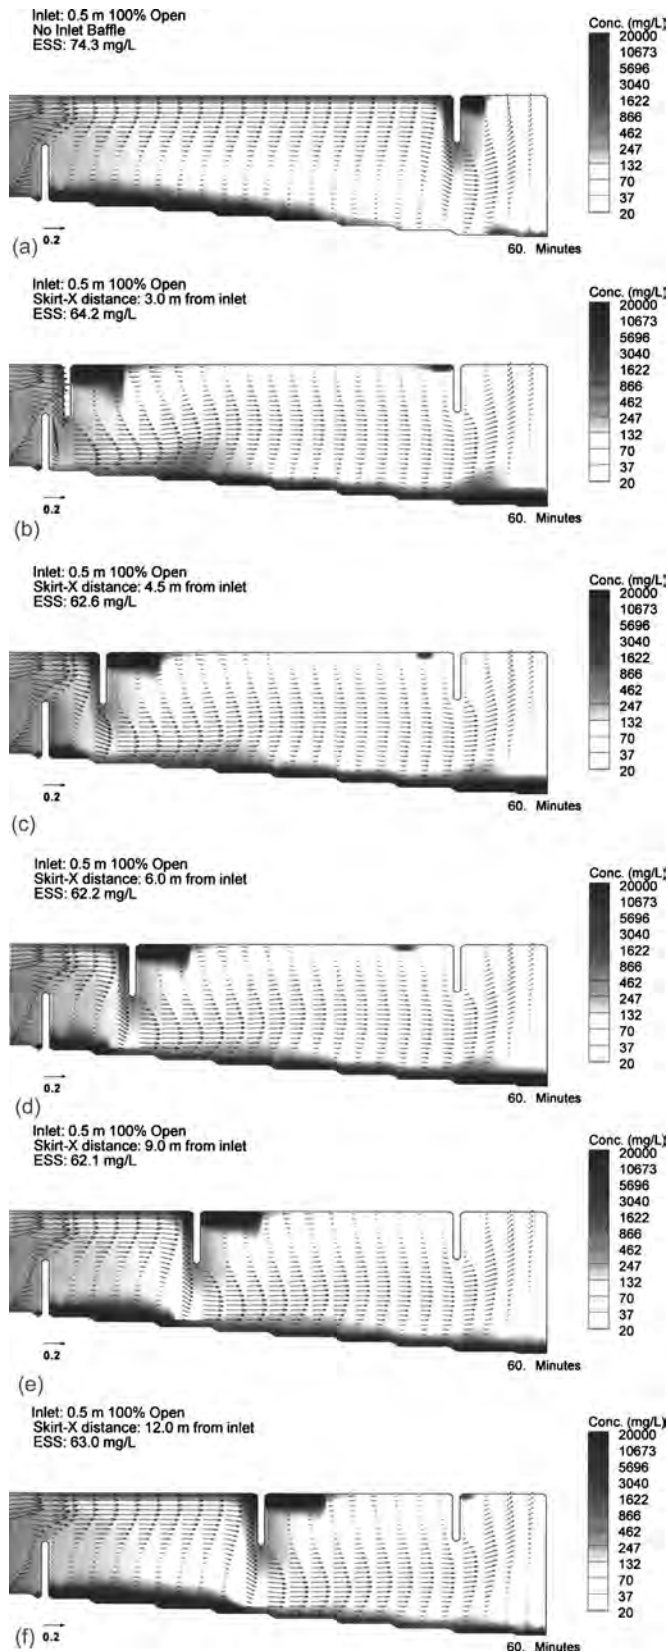 Inlet: 0.5 m 100% Open
No Inlet Baffle
ESS: 74.3 mg/L
Conc. (mg/L)
20000
10673
5696
3040
1622
866
462
247
132
70
37
20
0.2
60. Minutes
(a)
Inlet: 0.5 m 100% Open
Skirt-X distance: 3.0 m from inlet
ESS: 64.2 mg/L
Conc. (mg/L)
20000
10673
5696
3040
1622
866
462
247
132
70
37
20
0.2
60. Minutes
(b)
Inlet: 0.5 m 100% Open
Skirt-X distance: 4.5 m from inlet
ESS: 62.6 mg/L
Conc. (mg/L)
20000
10673
5696
3040
1622
866
462
247
132
70
37
20
0.2
60. Minutes
(c)
Inlet: 0.5 m 100% Open
Skirt-X distance: 6.0 m from inlet
ESS: 62.2 mg/L
Conc. (mg/L)
20000
10673
5696
3040
1622
866
462
247
132
70
37
20
0.2
60. Minutes
(d)
Inlet: 0.5 m 100% Open
Skirt-X distance: 9.0 m from inlet
ESS: 62.1 mg/L
Conc. (mg/L)
20000
10673
5696
3040
1622
866
462
247
132
70
37
20
0.2
60. Minutes
(e)
Inlet: 0.5 m 100% Open
Skirt-X distance: 12.0 m from inlet
ESS: 63.0 mg/L
Conc. (mg/L)
20000
10673
5696
3040
1622
866
462
247
132
70
37
20
0.2
60. Minutes
(f)